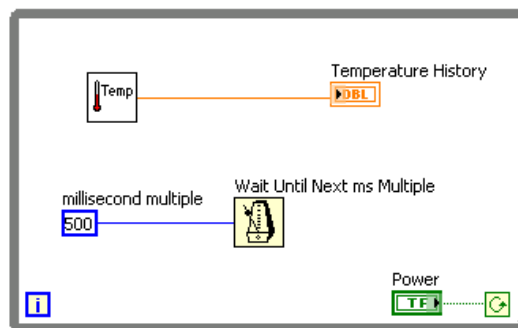 Temperature History
Temp
DBL
Wait Until Next ms Multiple
millisecond multiple
500
Power
TF
i